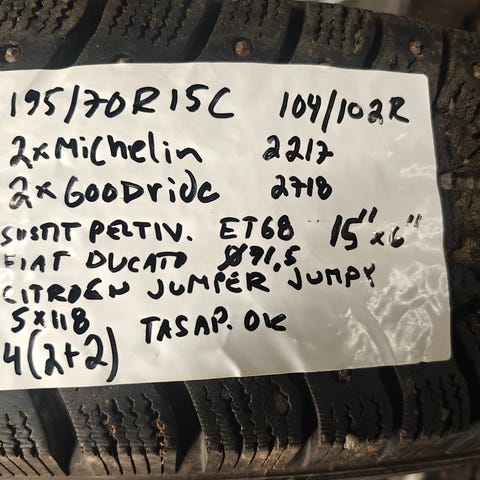 195/70R15C 104/102R
2xMichelin 2217
2xGOODRIDE 2718
SUSTIT PELTIV. ET68 15"x6"
FIAT DUCATO Ø71,5
CITROEN JUMPER JUMPY
5x118 TASAP. OK
4(2+2)